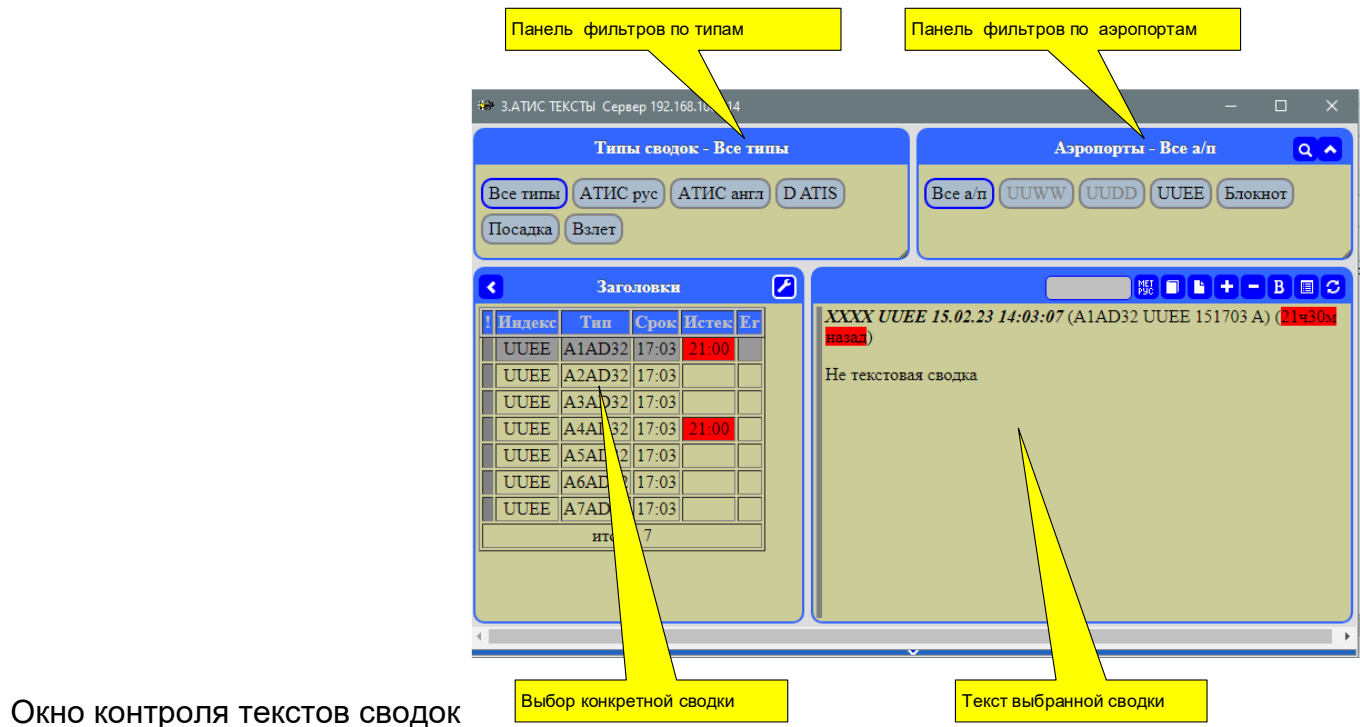 Панель фильтров по типам
Панель фильтров по аэропортам
3.АТИС ТЕКСТЫ Сервер 192.168.10 14
Типы сводок - Все типы
Аэропорты - Все а/п
Все типы АТИС рус АТИС англ D ATIS
Посадка Взлет
Все а/п UUWW UUDD UUEE Блокнот
Заголовки
МЕТ РУС B
! Индекс Тип Срок Истек Ег
UUEE A1AD32 17:03 21:00
UUEE A2AD32 17:03
UUEE A3AD32 17:03
UUEE A4AD32 17:03 21:00
UUEE A5AD32 17:03
UUEE A6AD32 17:03
UUEE A7AD 17:03
7
XXXX UUEE 15.02.23 14:03:07 (A1AD32 UUEE 151703 A) (21ч30м
назад)
Не текстовая сводка
Выбор конкретной сводки
Текст выбранной сводки
Окно контроля текстов сводок